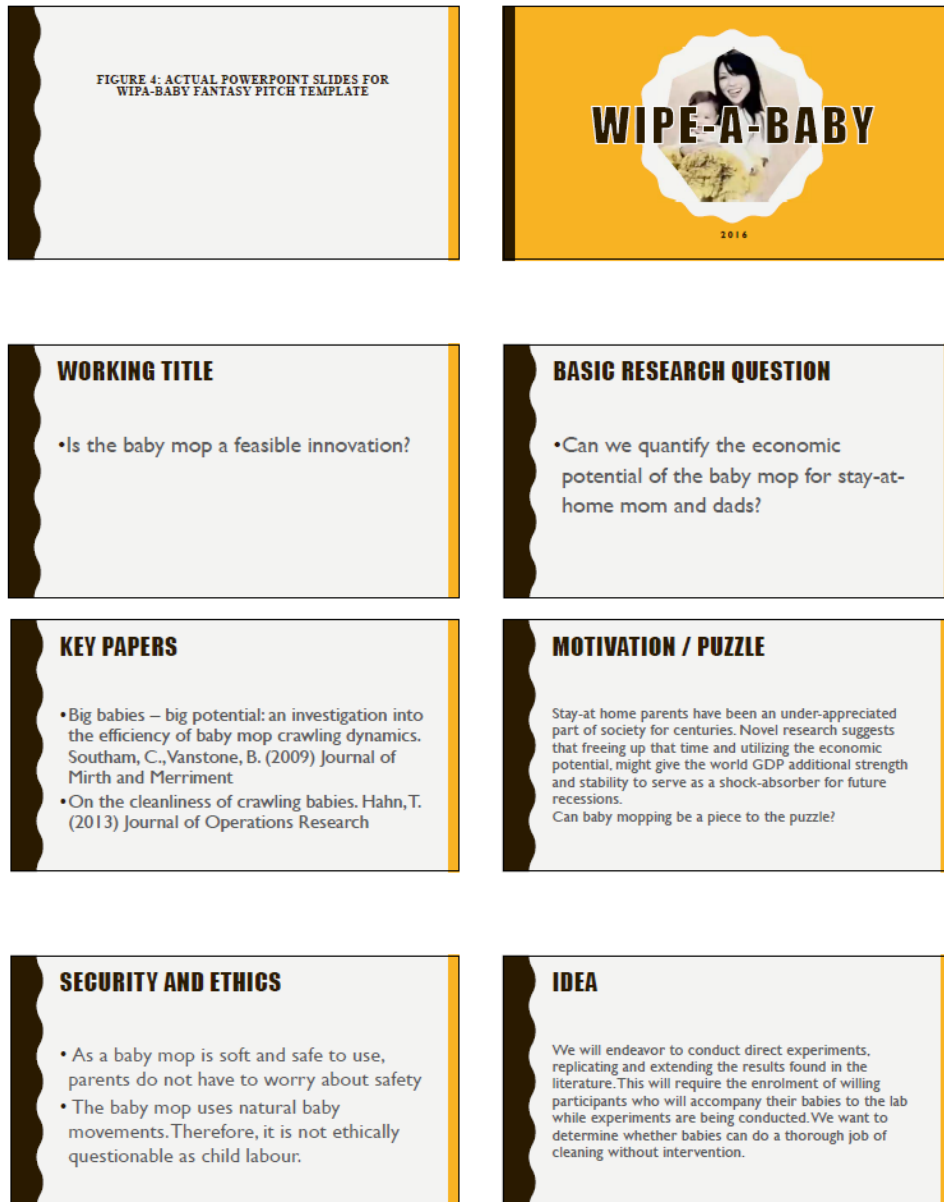 FIGURE 4: ACTUAL POWERPOINT SLIDES FOR
WIPA-BABY FANTASY PITCH TEMPLATE
WIPE-A-BABY
2016
WORKING TITLE
•Is the baby mop a feasible innovation?
BASIC RESEARCH QUESTION
•Can we quantify the economic
potential of the baby mop for stay-at-
home mom and dads?
KEY PAPERS
•Big babies – big potential: an investigation into
the efficiency of baby mop crawling dynamics.
Southam, C., Vanstone, B. (2009) Journal of
Mirth and Merriment
•On the cleanliness of crawling babies. Hahn, T.
(2013) Journal of Operations Research
MOTIVATION / PUZZLE
Stay-at home parents have been an under-appreciated
part of society for centuries. Novel research suggests
that freeing up that time and utilizing the economic
potential, might give the world GDP additional strength
and stability to serve as a shock-absorber for future
recessions.
Can baby mopping be a piece to the puzzle?
SECURITY AND ETHICS
• As a baby mop is soft and safe to use,
parents do not have to worry about safety
• The baby mop uses natural baby
movements. Therefore, it is not ethically
questionable as child labour.
IDEA
We will endeavor to conduct direct experiments,
replicating and extending the results found in the
literature. This will require the enrolment of willing
participants who will accompany their babies to the lab
while experiments are being conducted. We want to
determine whether babies can do a thorough job of
cleaning without intervention.